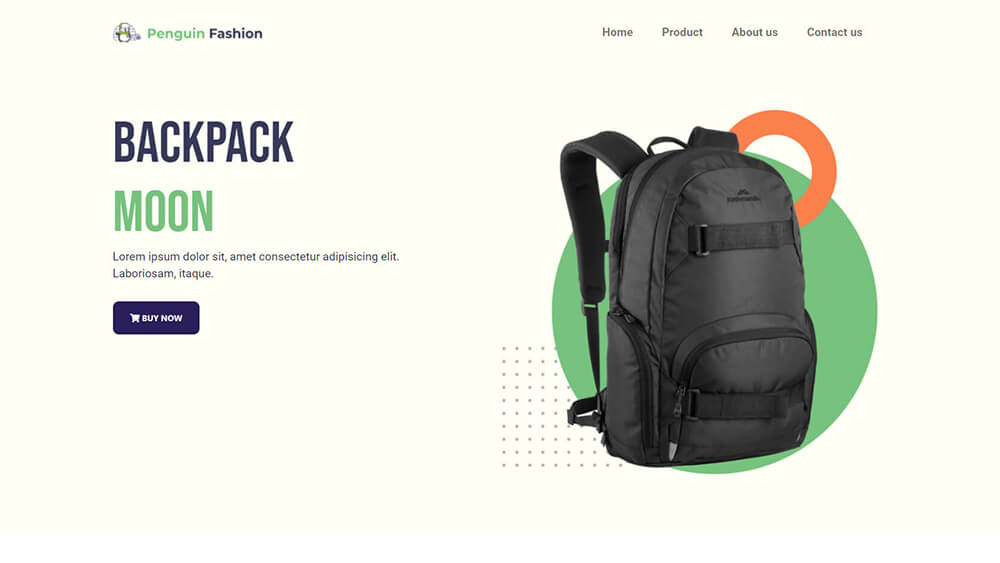 Penguin Fashion
Home Product About us Contact us
BACKPACK
MOON
Lorem ipsum dolor sit, amet consectetur adipisicing elit.
Laboriosam, itaque.
BUY NOW